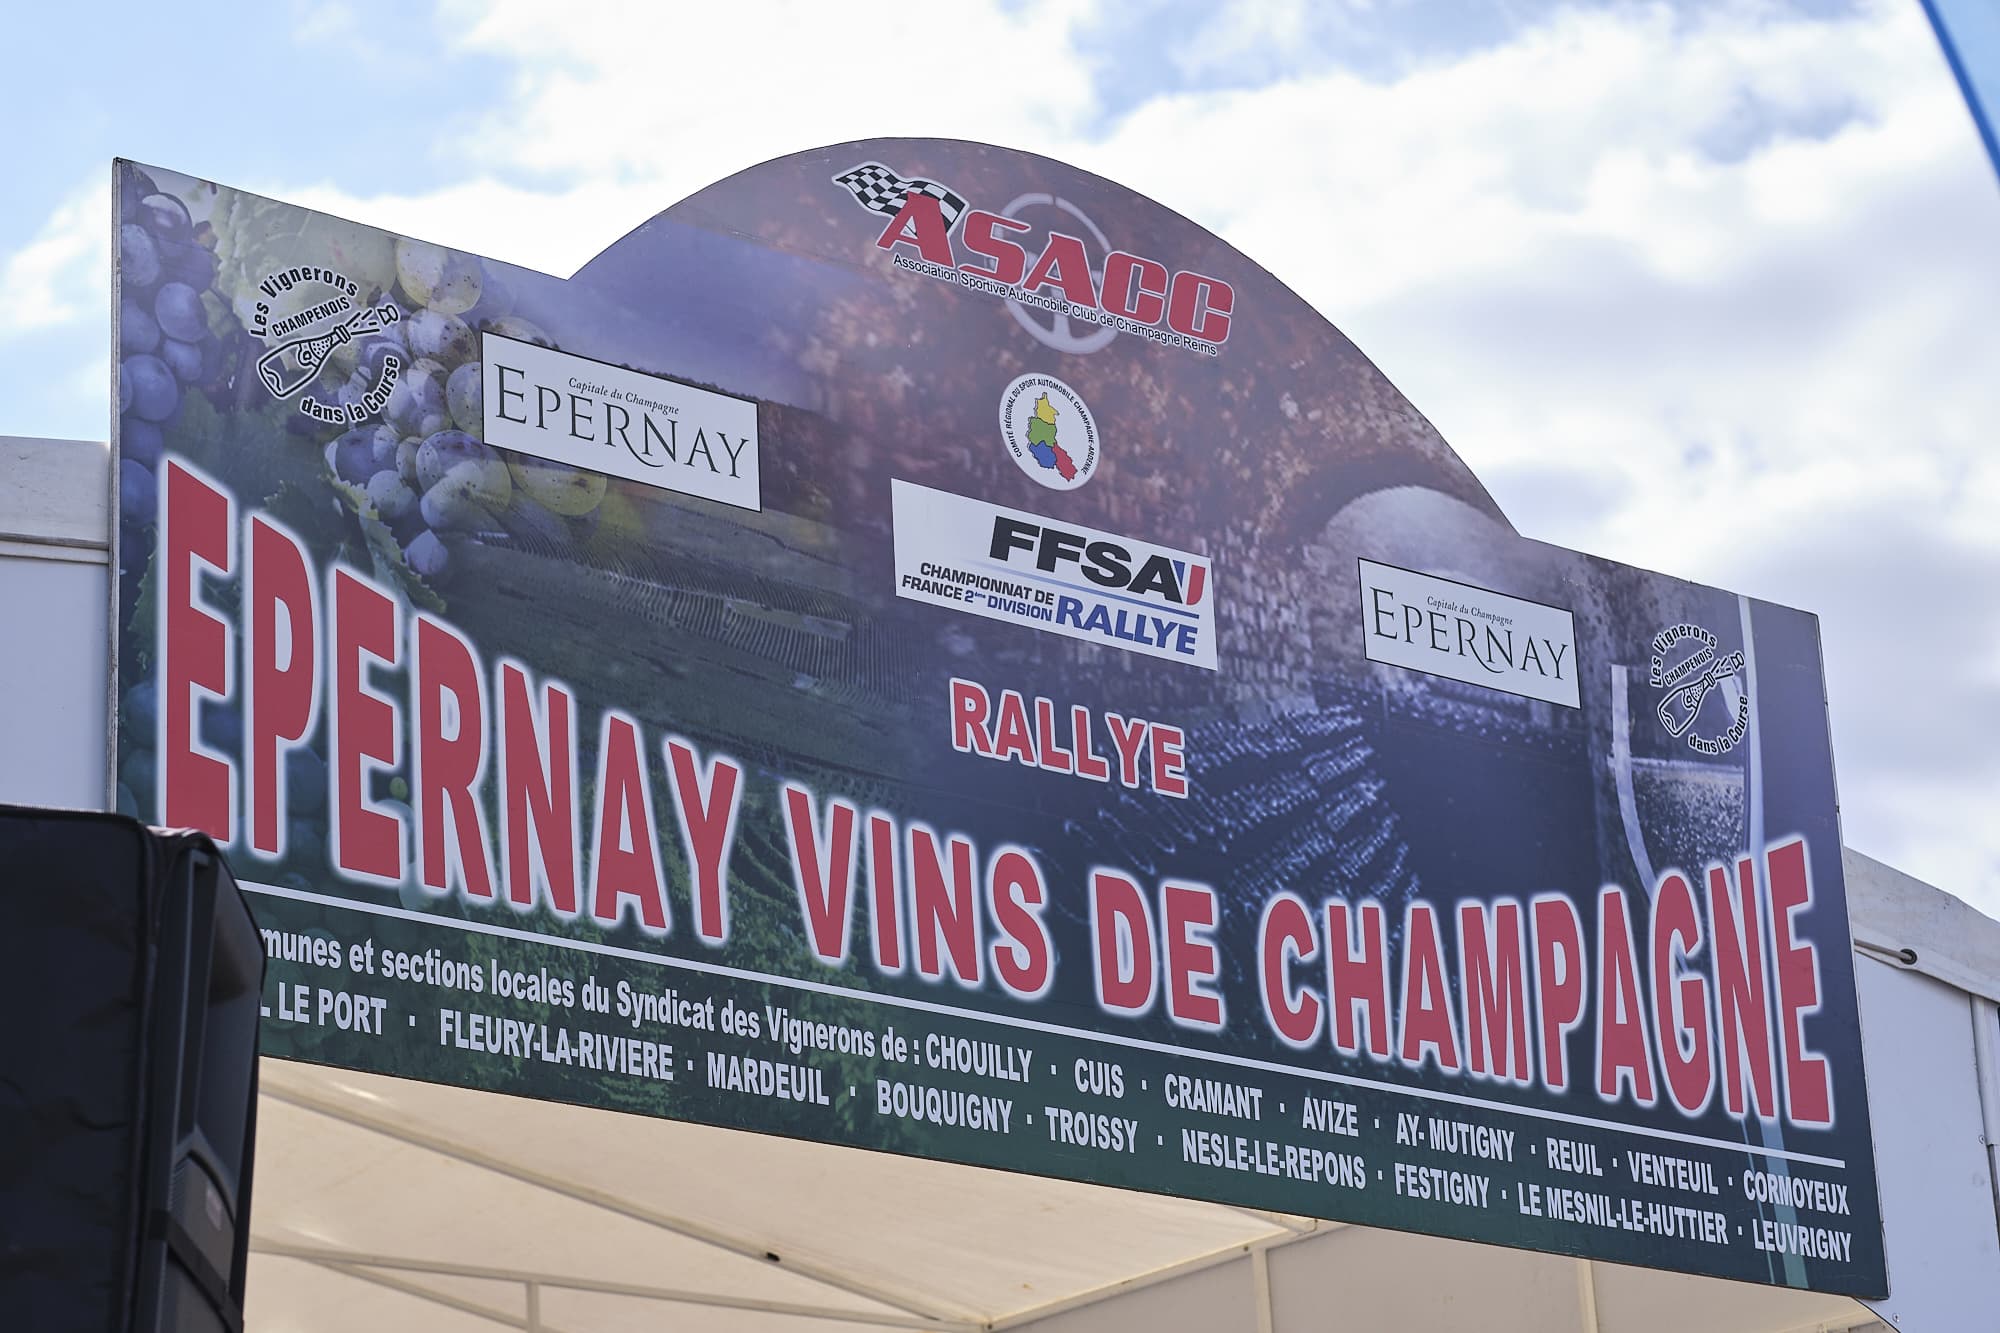 ASACC
Association Sportive Automobile Club de Champagne Reims
Les Vignerons
CHAMPENOIS
dans la Course
Capitale du Champagne
EPERNAY
COMITÉ RÉGIONAL DU SPORT AUTOMOBILE CHAMPAGNE-ARDENNE
FFSA
CHAMPIONNAT DE
FRANCE 2ème DIVISION RALLYE
Capitale du Champagne
EPERNAY
Les Vignerons
CHAMPENOIS
dans la Course
RALLYE
EPERNAY VINS DE CHAMPAGNE
munes et sections locales du Syndicat des Vignerons de : CHOUILLY · CUIS · CRAMANT · AVIZE · AY- MUTIGNY · REUIL · VENTEUIL · CORMOYEUX
LE PORT · FLEURY-LA-RIVIERE · MARDEUIL · BOUQUIGNY · TROISSY · NESLE-LE-REPONS · FESTIGNY · LE MESNIL-LE-HUTTIER · LEUVRIGNY